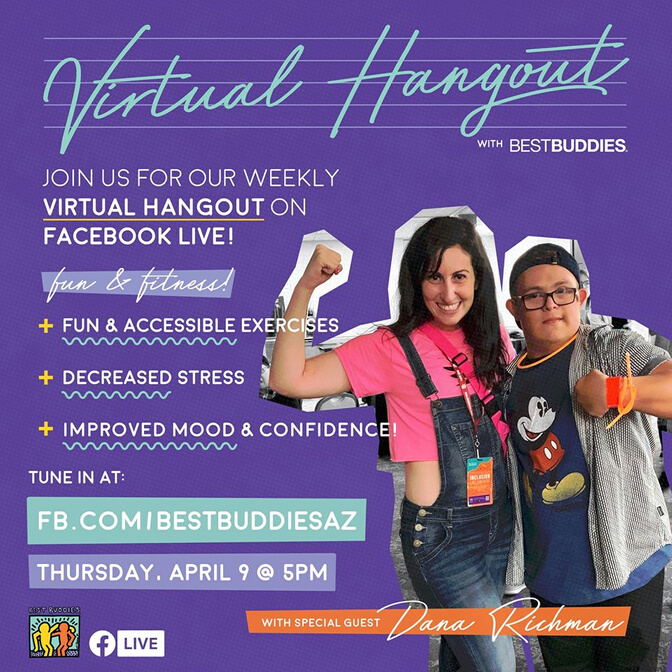 Virtual Hangout
WITH BESTBUDDIES.
JOIN US FOR OUR WEEKLY
VIRTUAL HANGOUT ON
FACEBOOK LIVE!
fun & fitness!
+ FUN & ACCESSIBLE EXERCISES
+ DECREASED STRESS
+ IMPROVED MOOD & CONFIDENCE!
TUNE IN AT:
FB.COM/BESTBUDDIESAZ
THURSDAY, APRIL 9 @ 5PM
BEST BUDDIES
f LIVE
INCLUSION
WITH SPECIAL GUEST Dana Richman